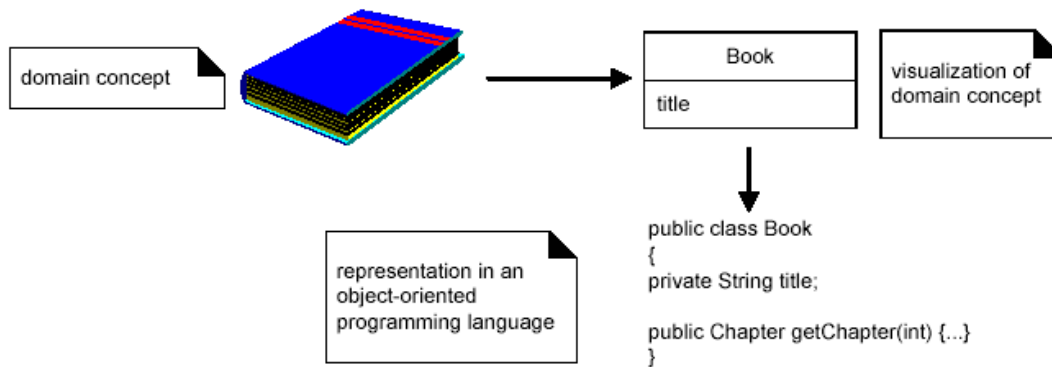 domain concept
Book
title
visualization of
domain concept
representation in an
object-oriented
programming language
public class Book
{
private String title;
public Chapter getChapter(int) {...}
}